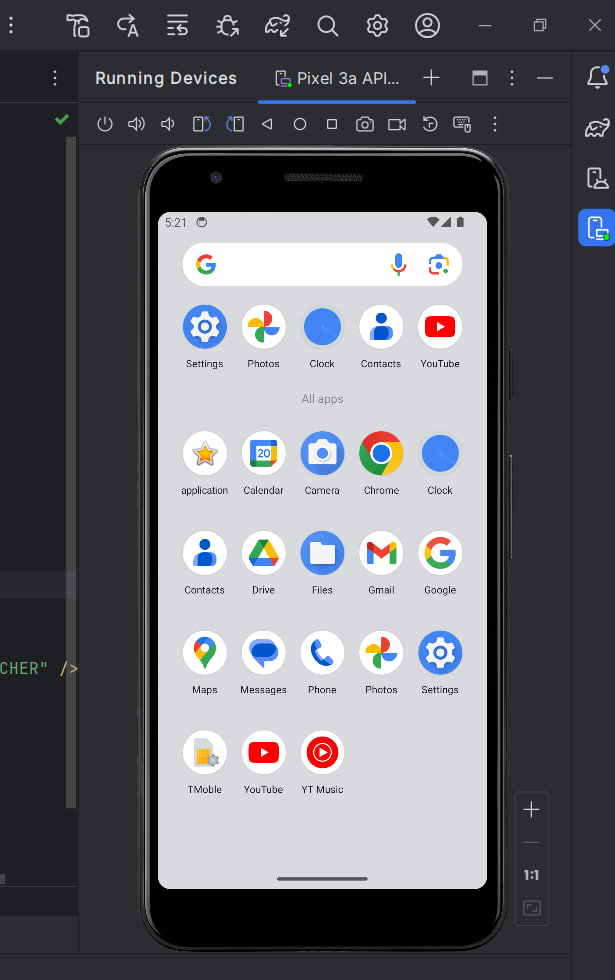 Running Devices
Pixel 3a API...
5:21
Settings Photos Clock Contacts YouTube
All apps
application Calendar Camera Chrome Clock
20
Contacts Drive Files Gmail Google
CHER" />
Maps Messages Phone Photos Settings
TMoble YouTube YT Music
1:1